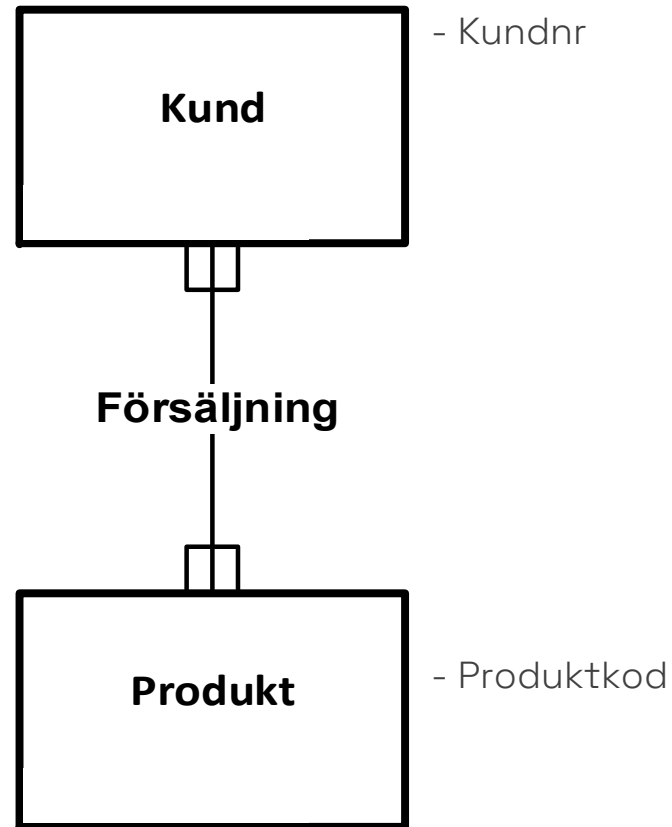 Kund
- Kundnr
Försäljning
Produkt
- Produktkod